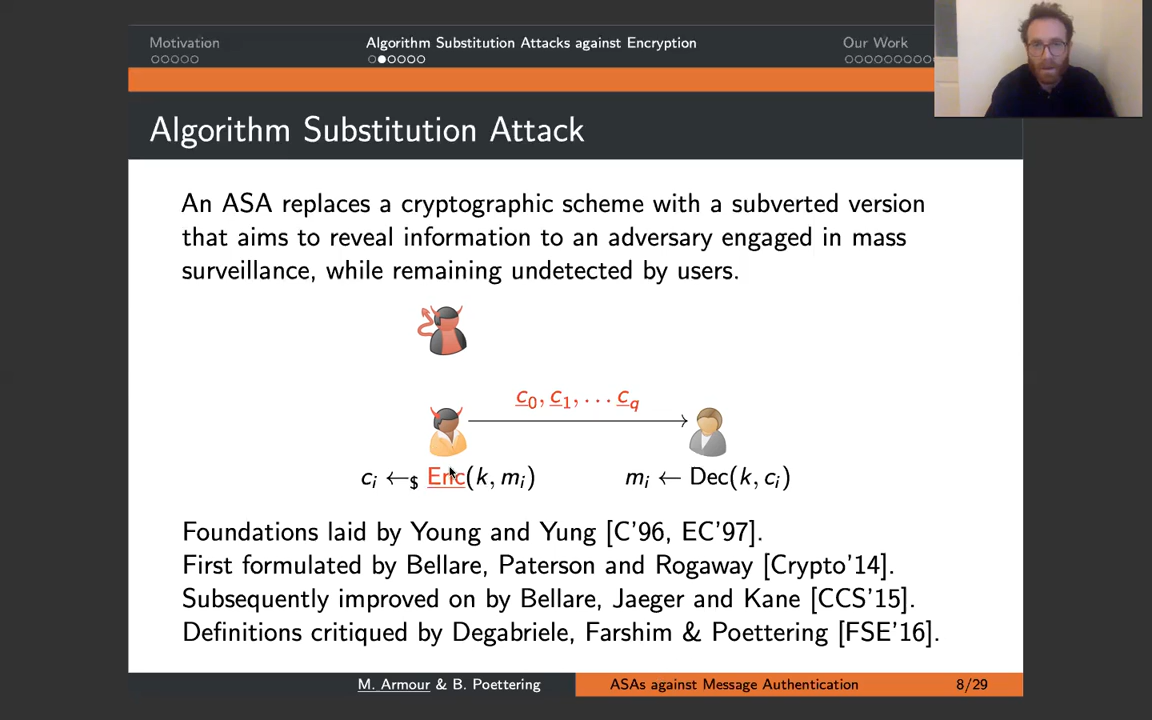 Motivation
Algorithm Substitution Attacks against Encryption
Our Work
Algorithm Substitution Attack
An ASA replaces a cryptographic scheme with a subverted version
that aims to reveal information to an adversary engaged in mass
surveillance, while remaining undetected by users.
c₀, c₁, . . . c_q
cᵢ ←$ Enc(k, mᵢ)
mᵢ ← Dec(k, cᵢ)
Foundations laid by Young and Yung [C'96, EC'97].
First formulated by Bellare, Paterson and Rogaway [Crypto'14].
Subsequently improved on by Bellare, Jaeger and Kane [CCS'15].
Definitions critiqued by Degabriele, Farshim & Poettering [FSE'16].
M. Armour & B. Poettering
ASAs against Message Authentication
8/29